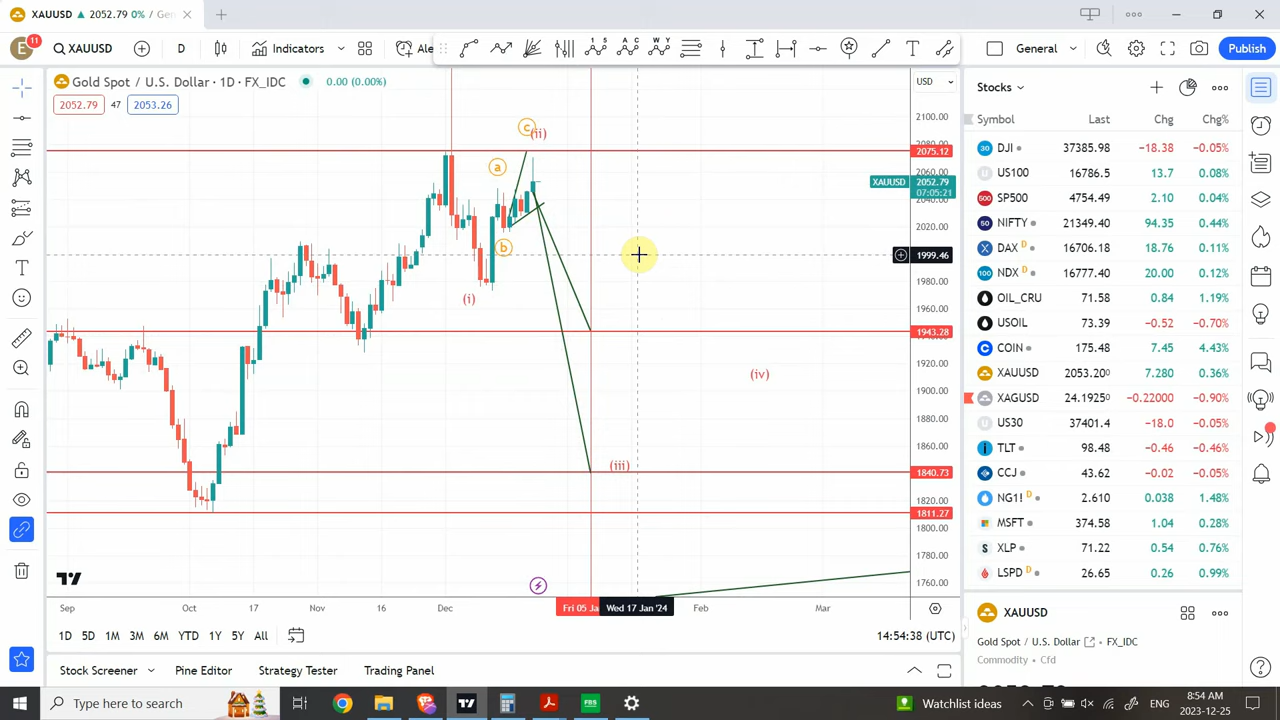 XAUUSD ▲ 2052.79 0% / Ge
E 11 XAUUSD D Indicators Ale General Publish
Gold Spot / U.S. Dollar · 1D · FX_IDC 0.00 (0.00%) USD
2052.79 47 2053.26
2100.00
2080.00
2075.12
2060.00
XAUUSD 2052.79
07:05:21
2040.00
2020.00
1999.46
1980.00
1960.00
1943.28
1920.00
1900.00
1880.00
1860.00
1840.73
1820.00
1811.27
1800.00
1780.00
1760.00
c (ii)
a
b
(i)
(iv)
(iii)
Sep Oct 17 Nov 16 Dec Fri 05 Ja Wed 17 Jan '24 Feb Mar
1D 5D 1M 3M 6M YTD 1Y 5Y All 14:54:38 (UTC)
Stock Screener Pine Editor Strategy Tester Trading Panel
Stocks
Symbol Last Chg Chg%
DJI 37385.98 −18.38 −0.05%
US100 16786.5 13.7 0.08%
SP500 4754.49 2.10 0.04%
NIFTY 21349.40 94.35 0.44%
DAX D 16706.18 18.76 0.11%
NDX D 16777.40 20.00 0.12%
OIL_CRU 71.58 0.84 1.19%
USOIL 73.39 −0.52 −0.70%
COIN 175.48 7.45 4.43%
XAUUSD 2053.200 7.280 0.36%
XAGUSD 24.19250 −0.22000 −0.90%
US30 37401.4 −18.0 −0.05%
TLT 98.48 −0.46 −0.46%
CCJ 43.62 −0.02 −0.05%
NG1! D 2.610 0.038 1.48%
MSFT 374.58 1.04 0.28%
XLP 71.22 0.54 0.76%
LSPD 26.65 0.26 0.99%
XAUUSD
Gold Spot / U.S. Dollar FX_IDC
Commodity Cfd
Type here to search Watchlist ideas ENG 8:54 AM
2023-12-25